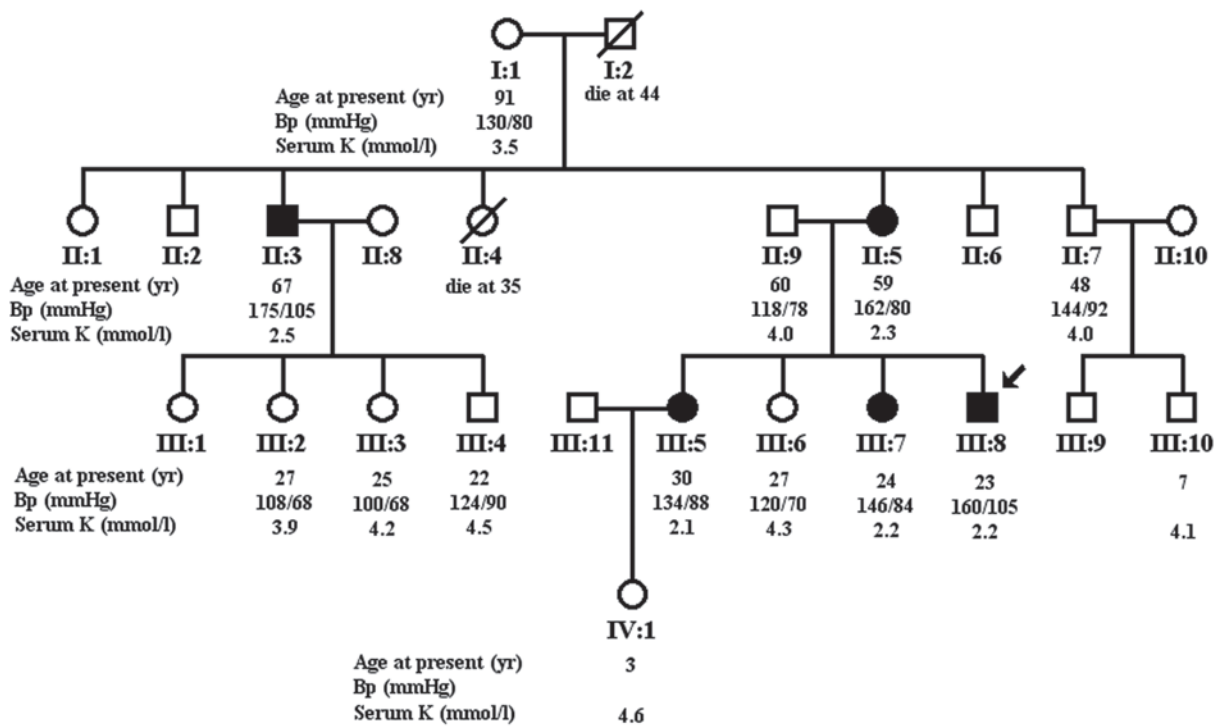 I:1 I:2
Age at present (yr) 91 die at 44
Bp (mmHg) 130/80
Serum K (mmol/l) 3.5
II:1 II:2 II:3 II:8 II:4 II:9 II:5 II:6 II:7 II:10
Age at present (yr) 67 die at 35 60 59 48
Bp (mmHg) 175/105 118/78 162/80 144/92
Serum K (mmol/l) 2.5 4.0 2.3 4.0
III:1 III:2 III:3 III:4 III:11 III:5 III:6 III:7 III:8 III:9 III:10
Age at present (yr) 27 25 22 30 27 24 23 7
Bp (mmHg) 108/68 100/68 124/90 134/88 120/70 146/84 160/105
Serum K (mmol/l) 3.9 4.2 4.5 2.1 4.3 2.2 2.2 4.1
IV:1
Age at present (yr) 3
Bp (mmHg)
Serum K (mmol/l) 4.6